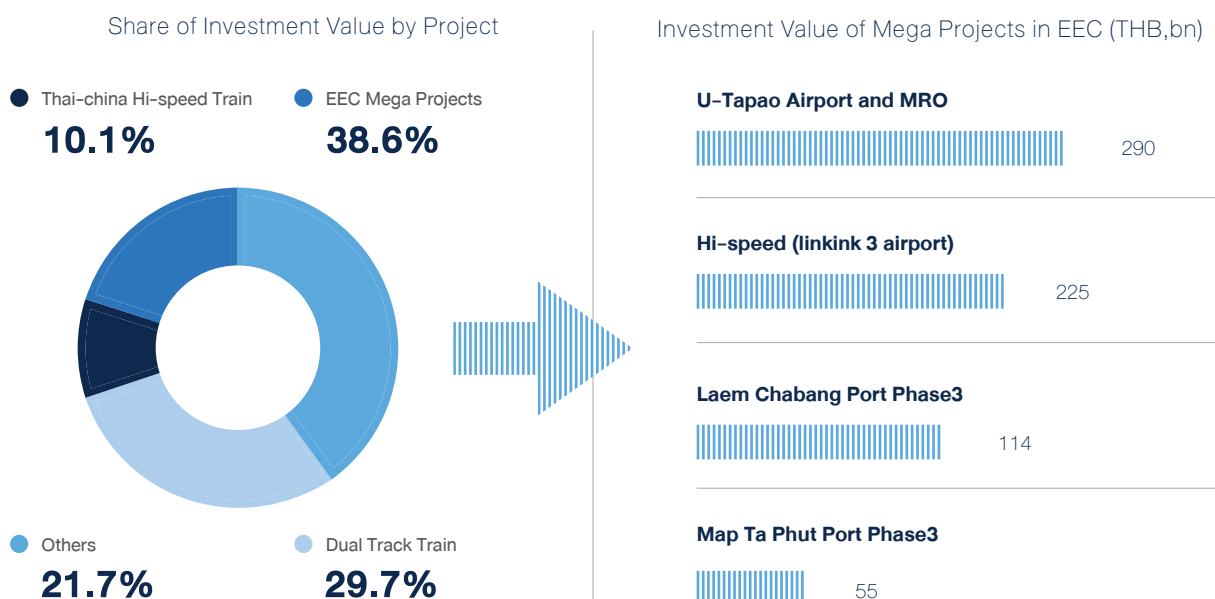 Share of Investment Value by Project
Thai-china Hi-speed Train
10.1%
EEC Mega Projects
38.6%
Others
21.7%
Dual Track Train
29.7%
Investment Value of Mega Projects in EEC (THB,bn)
U-Tapao Airport and MRO
290
Hi-speed (linkink 3 airport)
225
Laem Chabang Port Phase3
114
Map Ta Phut Port Phase3
55